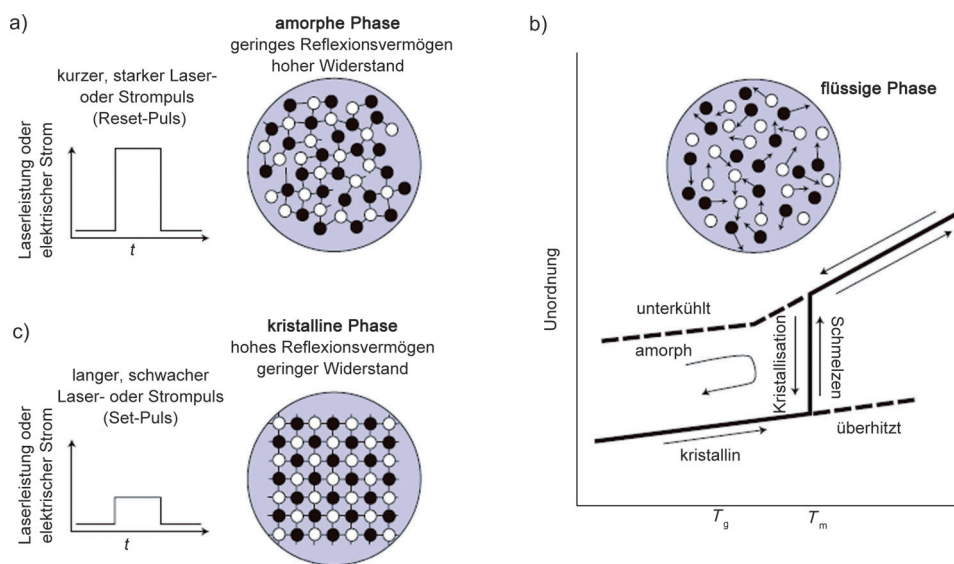 a)
amorphe Phase
geringes Reflexionsvermögen
hoher Widerstand
kurzer, starker Laser-
oder Strompuls
(Reset-Puls)
Laserleistung oder
elektrischer Strom
t
c)
kristalline Phase
hohes Reflexionsvermögen
geringer Widerstand
langer, schwacher
Laser- oder Strompuls
(Set-Puls)
Laserleistung oder
elektrischer Strom
t
b)
flüssige Phase
Unordnung
unterkühlt
amorph
Kristallisation
Schmelzen
überhitzt
kristallin
Tg
Tm